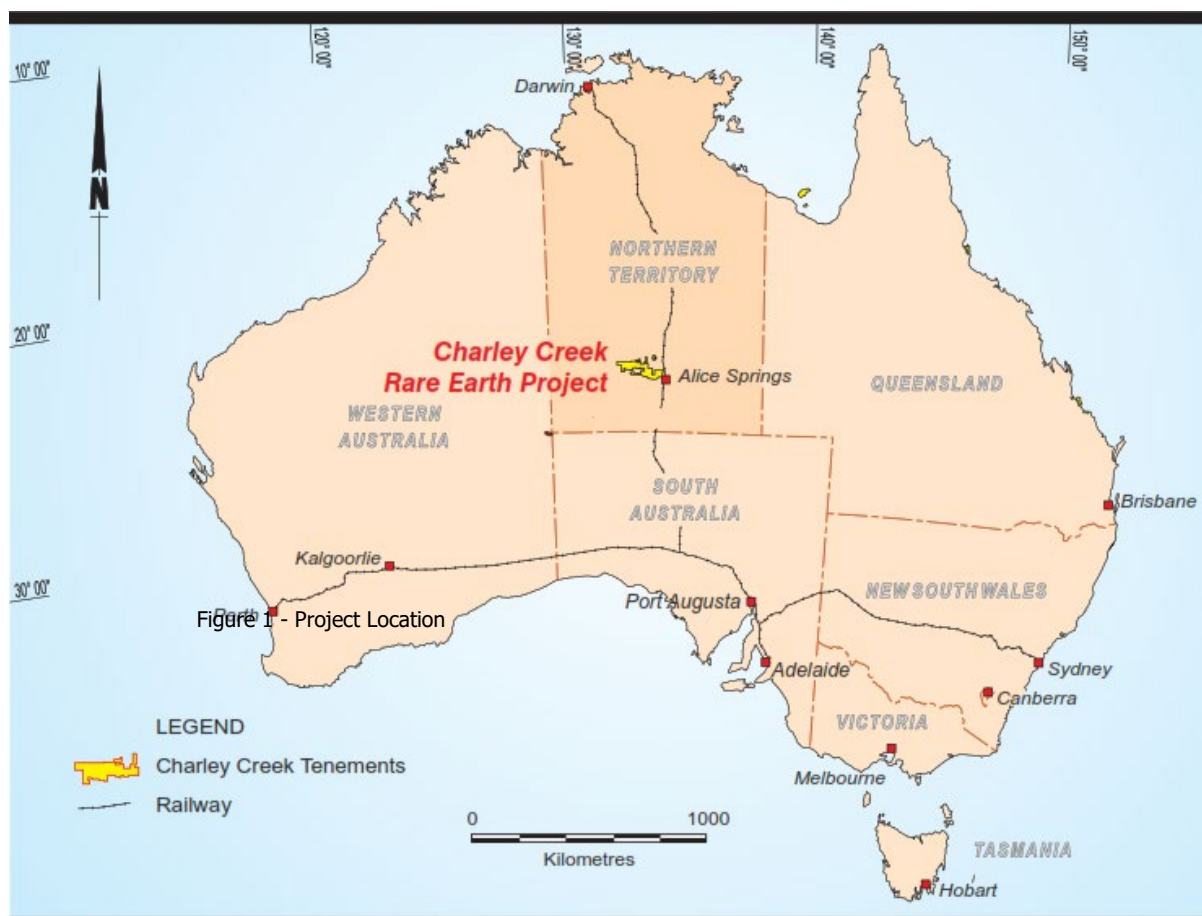 120° 00"
130° 00"
140° 00"
150° 00"
10° 00"
Darwin
N
NORTHERN
TERRITORY
20° 00"
Charley Creek
Rare Earth Project
Alice Springs
QUEENSLAND
WESTERN
AUSTRALIA
SOUTH
AUSTRALIA
Brisbane
Kalgoorlie
NEW SOUTH WALES
30° 00"
Port Augusta
Perth
Figure 1 - Project Location
Adelaide
Sydney
Canberra
VICTORIA
LEGEND
Charley Creek Tenements
Melbourne
Railway
0 1000
Kilometres
TASMANIA
Hobart